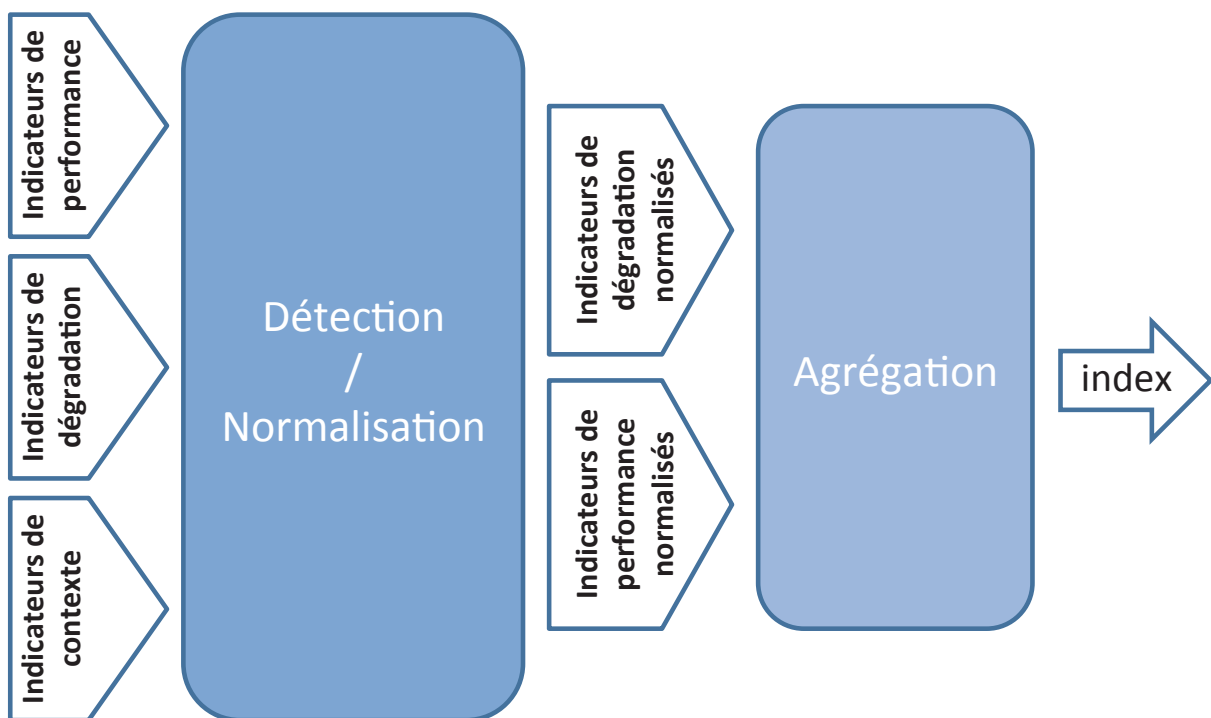 Indicateurs de
performance
Indicateurs de
dégradation
Indicateurs de
contexte
Détection
/
Normalisation
Indicateurs de
dégradation
normalisés
Indicateurs de
performance
normalisés
Agrégation
index